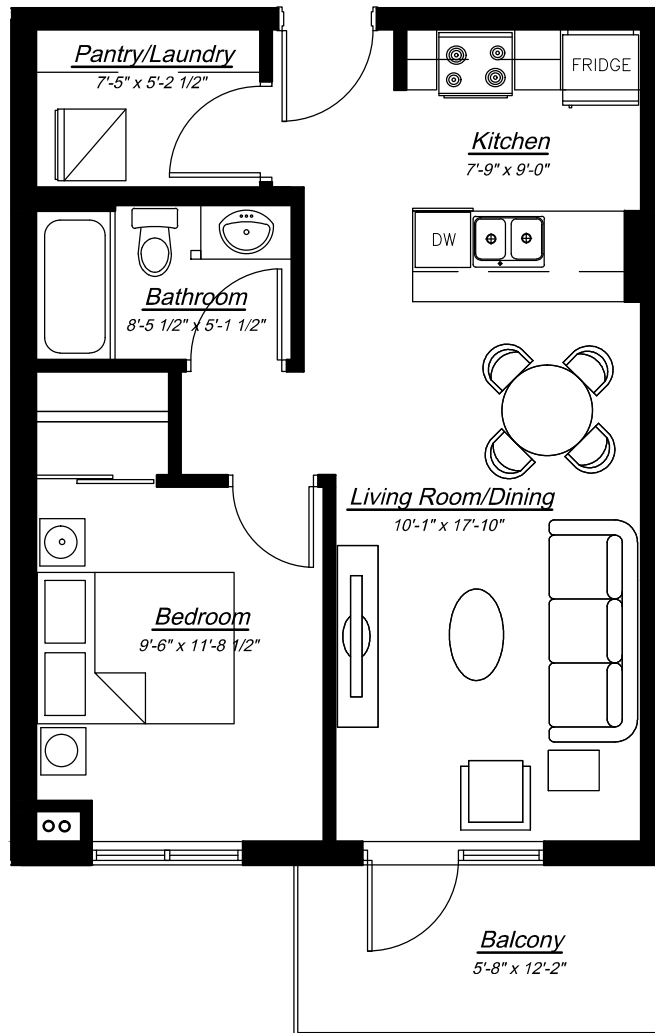 Pantry/Laundry
7'-5" x 5'-2 1/2"
FRIDGE
Kitchen
7'-9" x 9'-0"
DW
Bathroom
8'-5 1/2" x 5'-1 1/2"
Living Room/Dining
10'-1" x 17'-10"
Bedroom
9'-6" x 11'-8 1/2"
Balcony
5'-8" x 12'-2"